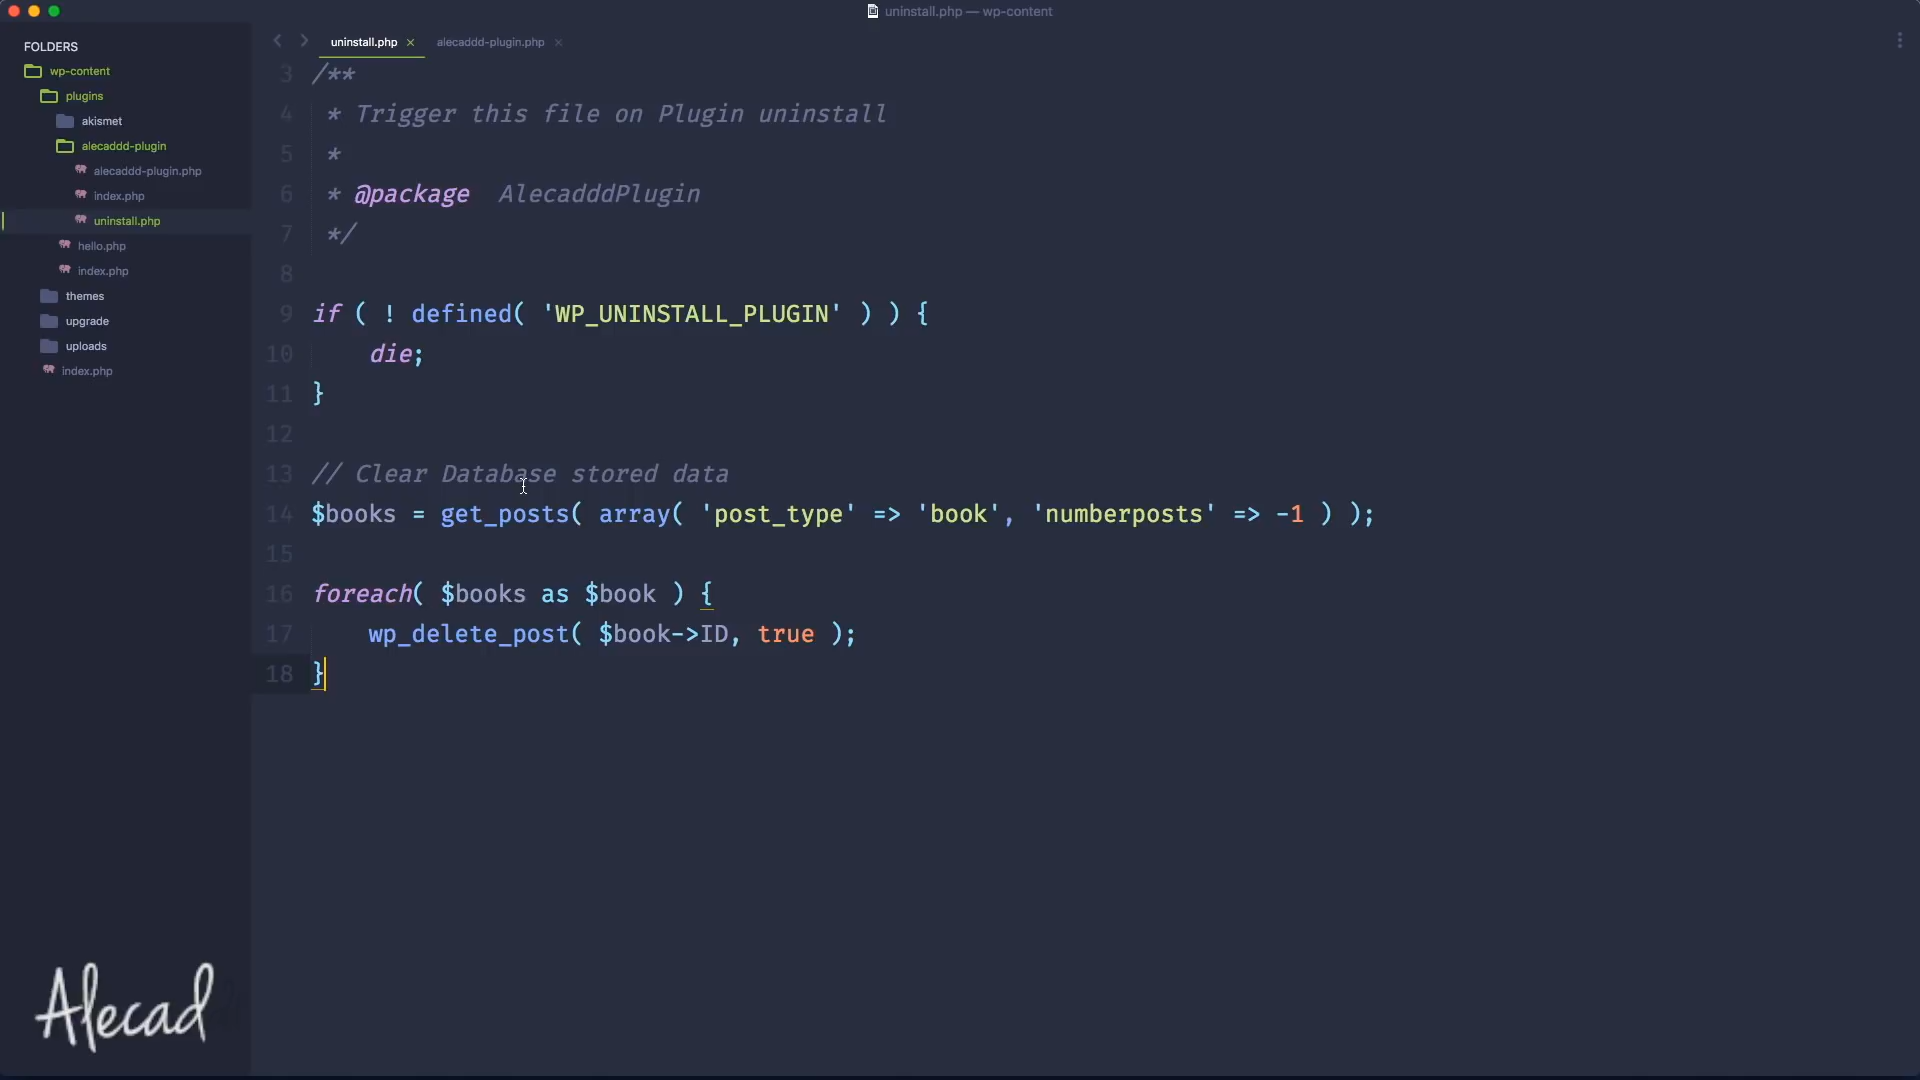 uninstall.php — wp-content
FOLDERS
wp-content
plugins
akismet
alecaddd-plugin
alecaddd-plugin.php
index.php
uninstall.php
hello.php
index.php
themes
upgrade
uploads
index.php
uninstall.php × alecaddd-plugin.php ×
3 /**
4 * Trigger this file on Plugin uninstall
5 *
6 * @package AlecadddPlugin
7 */
8
9 if ( ! defined( 'WP_UNINSTALL_PLUGIN' ) ) {
10 die;
11 }
12
13 // Clear Database stored data
14 $books = get_posts( array( 'post_type' => 'book', 'numberposts' => -1 ) );
15
16 foreach( $books as $book ) {
17 wp_delete_post( $book->ID, true );
18 }
Alecad